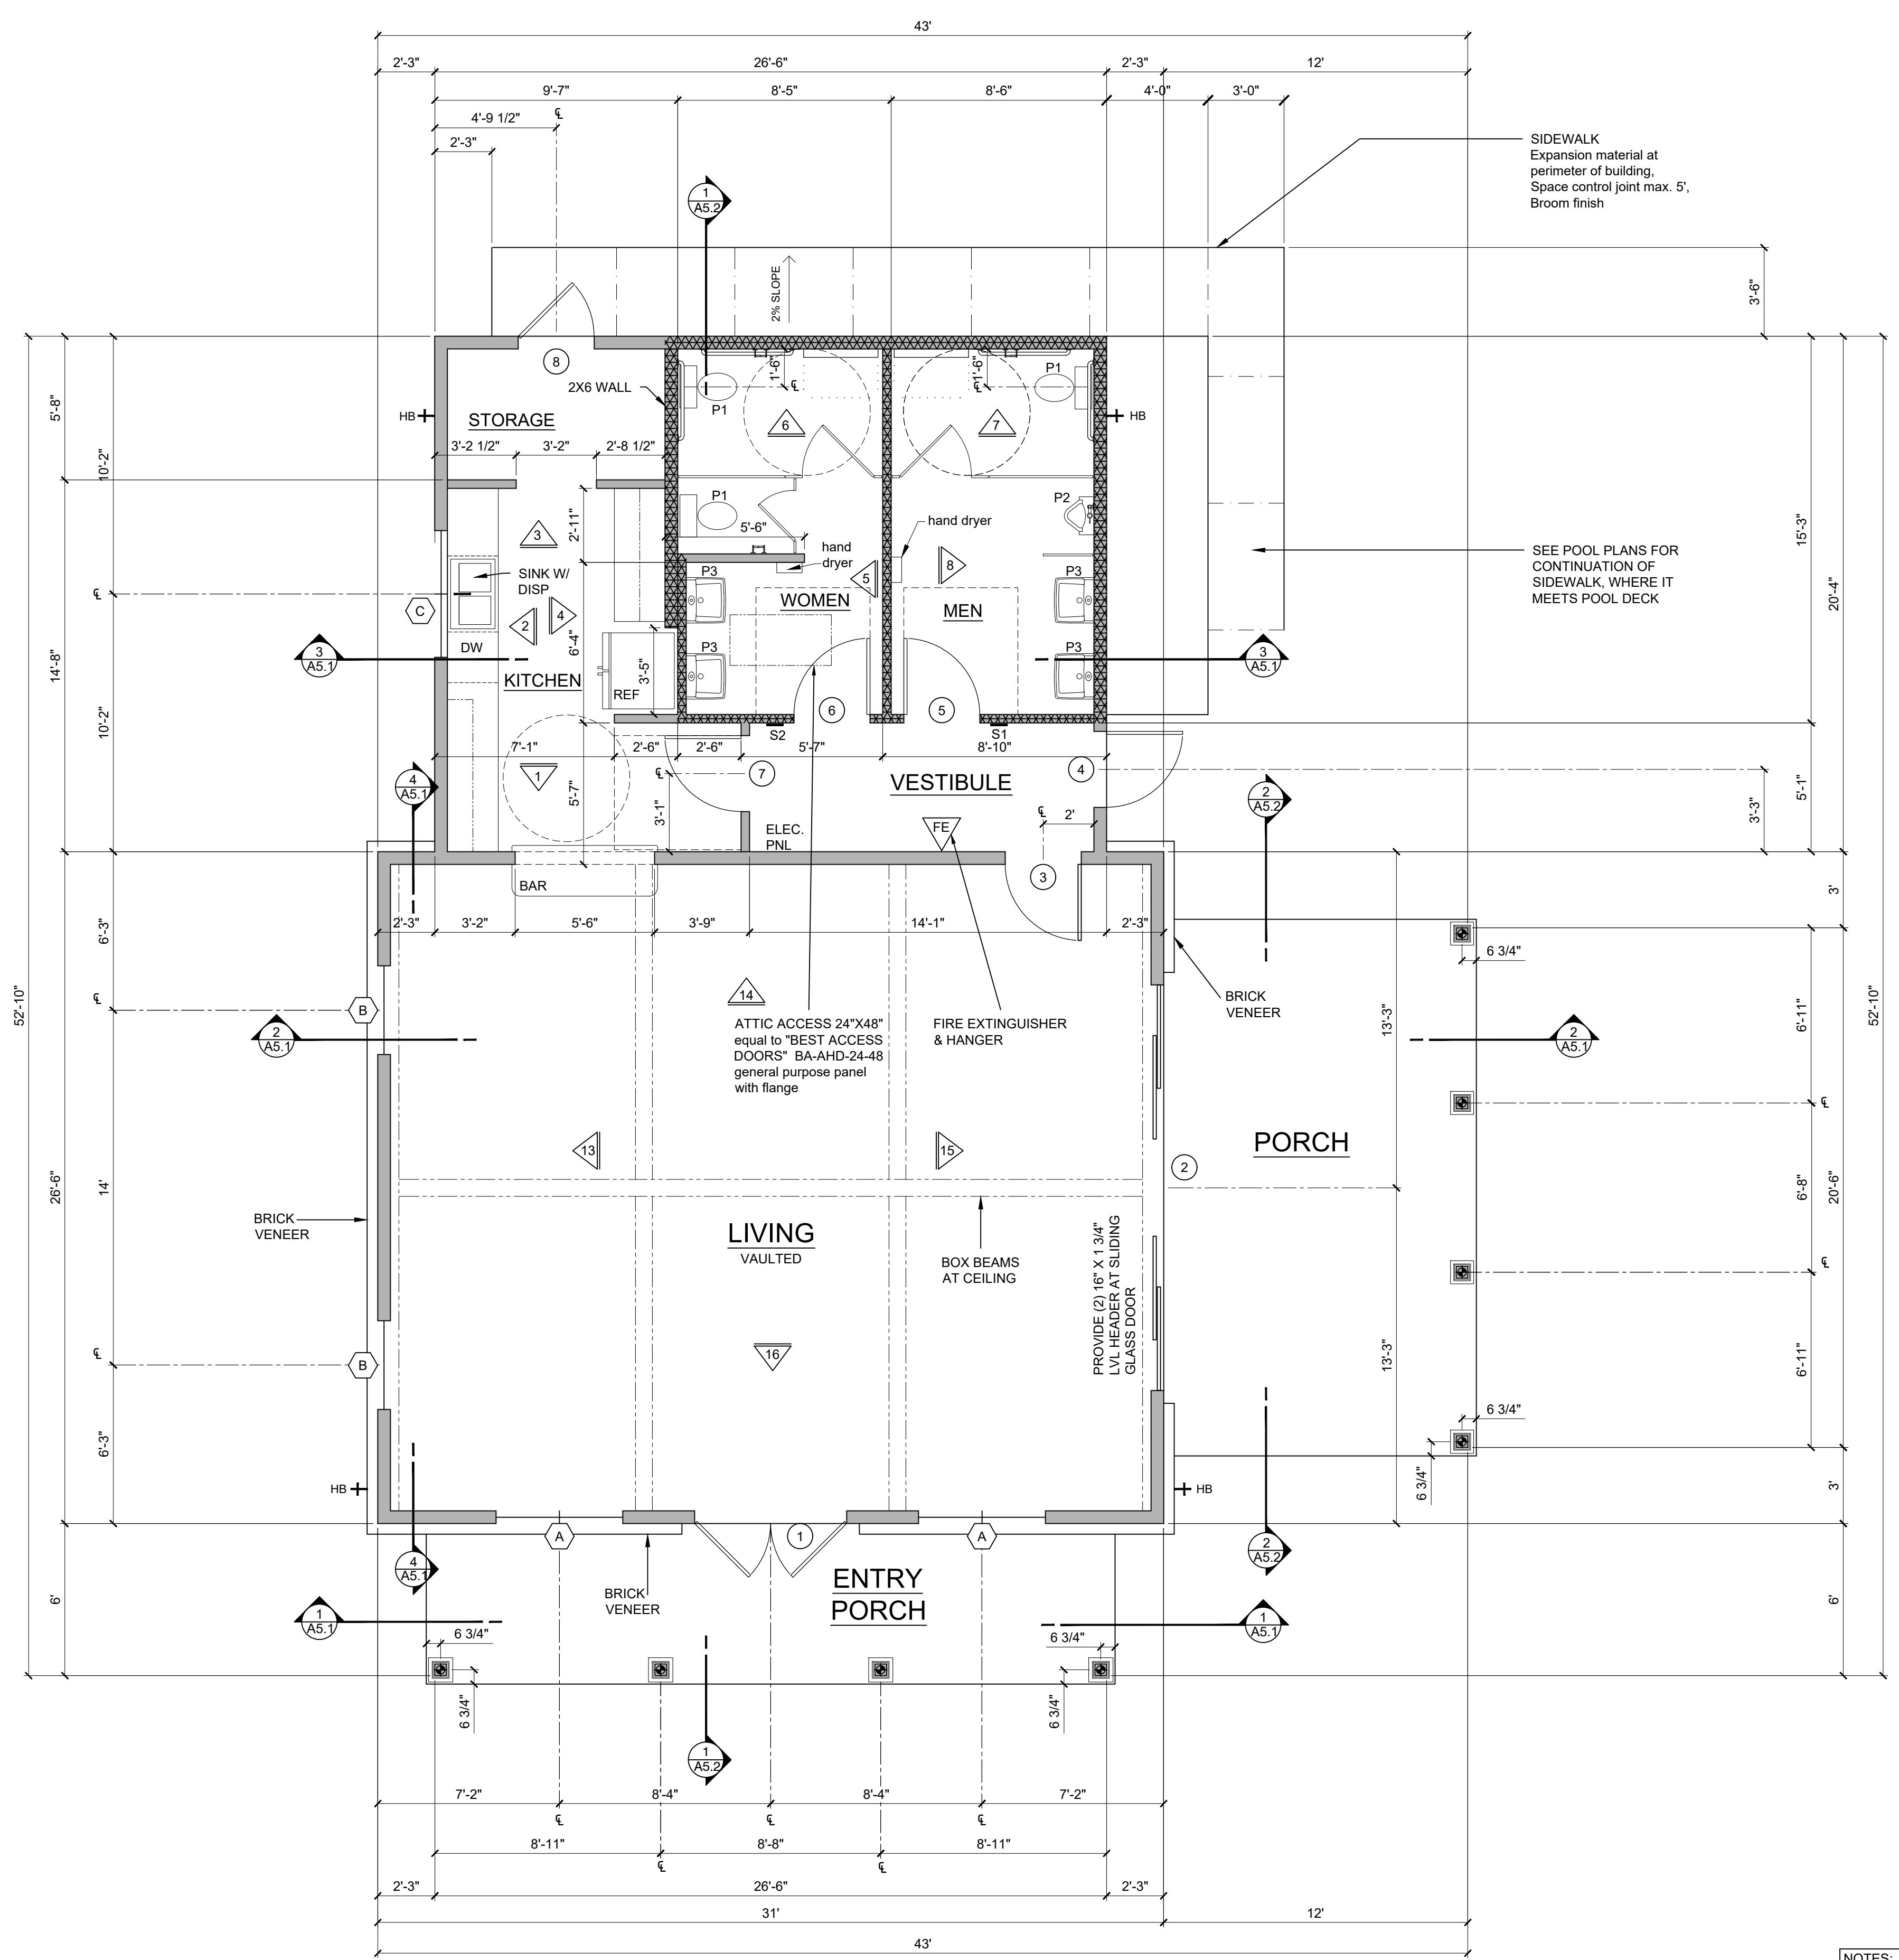 43'
2'-3"
26'-6"
2'-3"
12'
9'-7"
8'-5"
8'-6"
4'-0"
3'-0"
4'-9 1/2"
℄
2'-3"
SIDEWALK
Expansion material at
perimeter of building,
Space control joint max. 5',
Broom finish
1
A5.2
2% SLOPE
3'-6"
8
2X6 WALL
P1
1'-6"
℄
1'-6"
℄
P1
HB
STORAGE
6
7
HB
5'-8"
10'-2"
3'-2 1/2"
3'-2"
2'-8 1/2"
15'-3"
20'-4"
3
2'-11"
P1
5'-6"
P2
hand dryer
hand
dryer
SINK W/
DISP
P3
5
8
P3
SEE POOL PLANS FOR
CONTINUATION OF
SIDEWALK, WHERE IT
MEETS POOL DECK
℄
C
2
4
WOMEN
MEN
DW
6'-4"
P3
P3
3
A5.1
3
A5.1
14'-8"
KITCHEN
REF
3'-5"
6
5
10'-2"
S2
S1
7'-1"
2'-6"
2'-6"
5'-7"
8'-10"
1
℄
7
VESTIBULE
4
4
A5.1
5'-7"
3'-1"
℄
2'
2
A5.2
5'-1"
3'-3"
ELEC.
PNL
FE
BAR
3
3'
6'-3"
2'-3"
3'-2"
5'-6"
3'-9"
14'-1"
2'-3"
6 3/4"
52'-10"
℄
B
14
BRICK
VENEER
6'-11"
52'-10"
2
A5.1
ATTIC ACCESS 24"X48"
equal to "BEST ACCESS
DOORS" BA-AHD-24-48
general purpose panel
with flange
FIRE EXTINGUISHER
& HANGER
13'-3"
2
A5.1
℄
13
15
PORCH
2
26'-6"
14'
6'-8"
20'-6"
BRICK
VENEER
LIVING
VAULTED
BOX BEAMS
AT CEILING
PROVIDE (2) 16" X 1 3/4"
LVL HEADER AT SLIDING
GLASS DOOR
℄
16
℄
B
13'-3"
6'-11"
6'-3"
6 3/4"
6 3/4"
HB
HB
3'
A
1
A
4
A5.1
2
A5.2
ENTRY
PORCH
BRICK
VENEER
6'
6'
1
A5.1
1
A5.1
6 3/4"
6 3/4"
6 3/4"
6 3/4"
1
A5.2
7'-2"
8'-4"
8'-4"
7'-2"
℄
℄
℄
8'-11"
8'-8"
8'-11"
℄
℄
2'-3"
26'-6"
2'-3"
31'
12'
43'
NOTES: